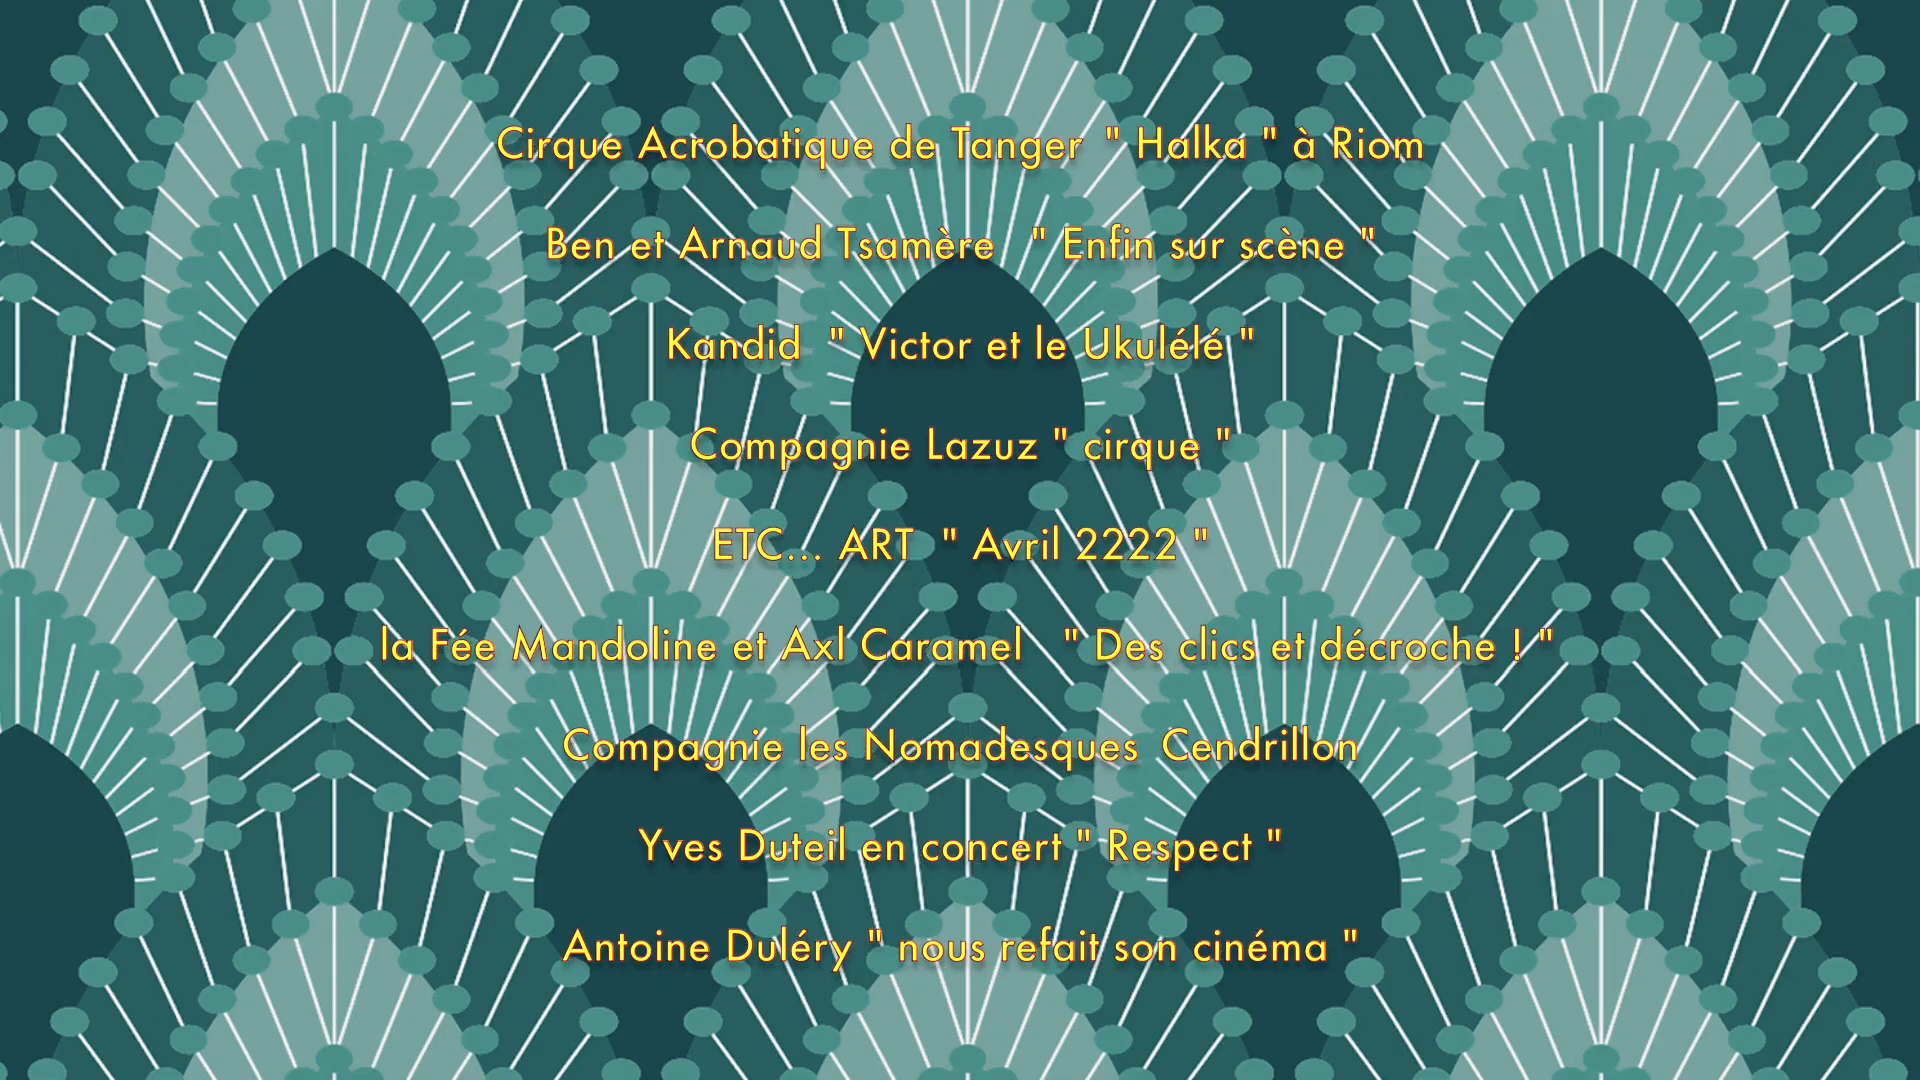 Cirque Acrobatique de Tanger " Halka " à Riom
Ben et Arnaud Tsamère " Enfin sur scène "
Kandid " Victor et le Ukulélé "
Compagnie Lazuz " cirque "
ETC... ART " Avril 2222 "
la Fée Mandoline et Axl Caramel " Des clics et décroche ! "
Compagnie les Nomadesques Cendrillon
Yves Duteil en concert " Respect "
Antoine Duléry " nous refait son cinéma "